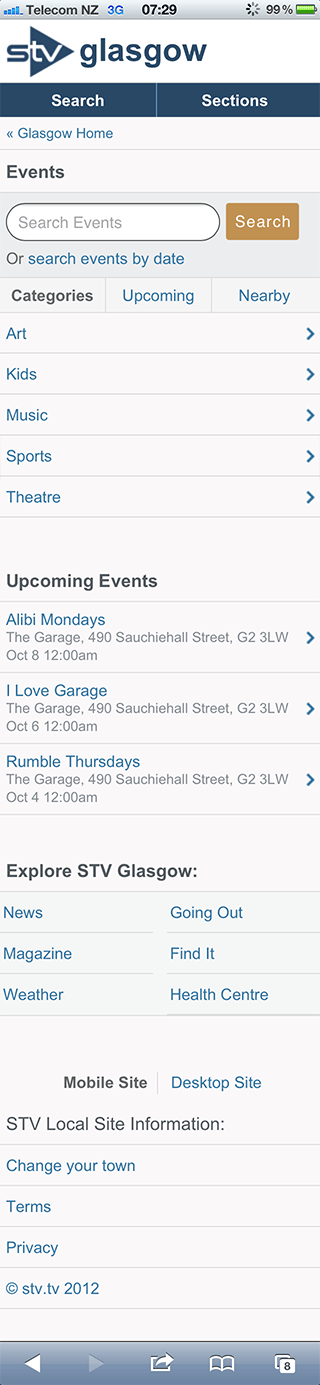 Telecom NZ 3G 07:29 99%
stv glasgow
Search Sections
« Glasgow Home
Events
Search Events Search
Or search events by date
Categories Upcoming Nearby
Art
Kids
Music
Sports
Theatre
Upcoming Events
Alibi Mondays
The Garage, 490 Sauchiehall Street, G2 3LW
Oct 8 12:00am
I Love Garage
The Garage, 490 Sauchiehall Street, G2 3LW
Oct 6 12:00am
Rumble Thursdays
The Garage, 490 Sauchiehall Street, G2 3LW
Oct 4 12:00am
Explore STV Glasgow:
News Going Out
Magazine Find It
Weather Health Centre
Mobile Site Desktop Site
STV Local Site Information:
Change your town
Terms
Privacy
© stv.tv 2012
8